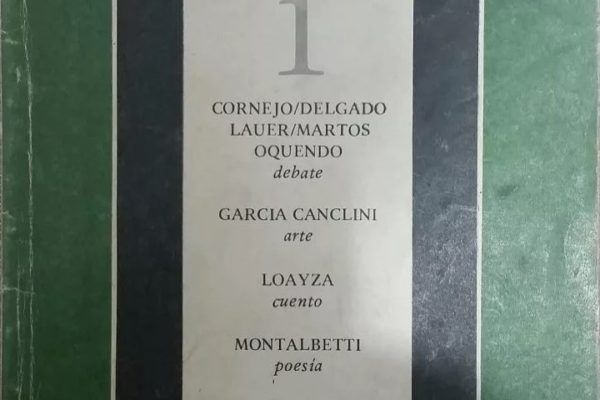 1
CORNEJO/DELGADO
LAUER/MARTOS
OQUENDO
debate
GARCIA CANCLINI
arte
LOAYZA
cuento
MONTALBETTI
poesía